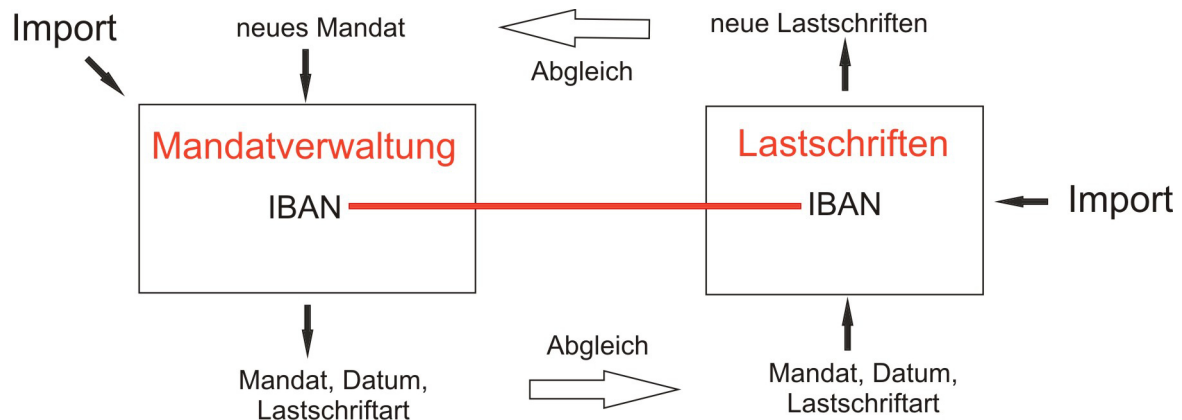 Import
neues Mandat
neue Lastschriften
Abgleich
Mandatverwaltung
IBAN
Lastschriften
IBAN
Import
Abgleich
Mandat, Datum,
Lastschriftart
Mandat, Datum,
Lastschriftart